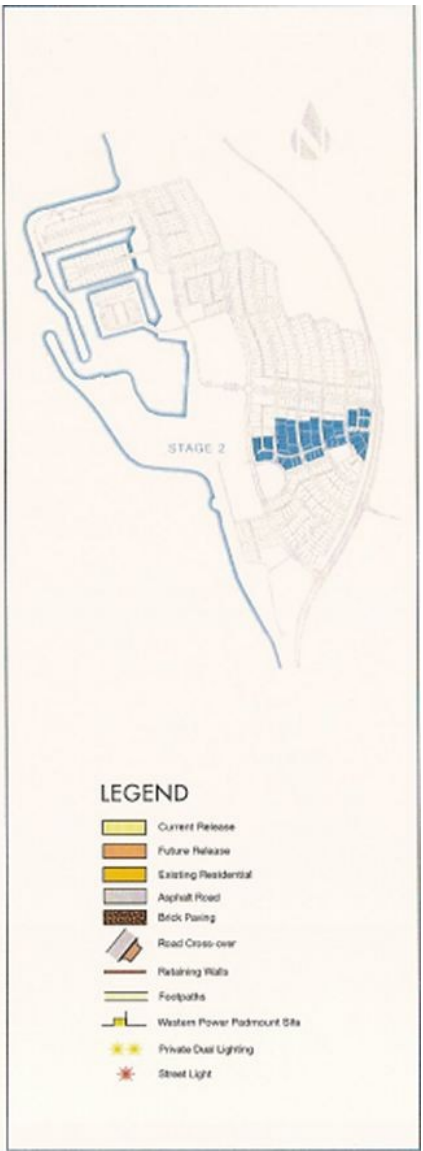 STAGE 2
LEGEND
Current Release
Future Release
Existing Residential
Asphalt Road
Brick Paving
Road Cross-over
Retaining Walls
Footpaths
Western Power Padmount Site
Private Dual Lighting
Street Light